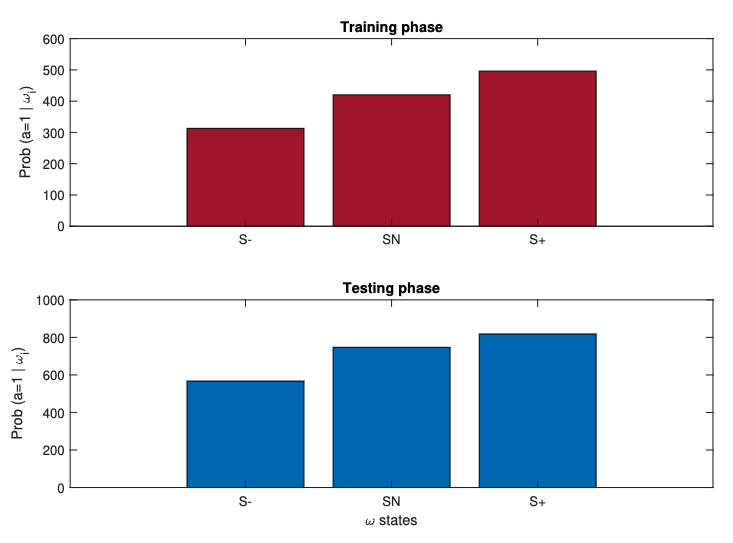 Training phase
600
500
400
300
200
100
0
Prob (a=1 | ωi)
S- SN S+
Testing phase
1000
800
600
400
200
0
Prob (a=1 | ωi)
S- SN S+
ω states